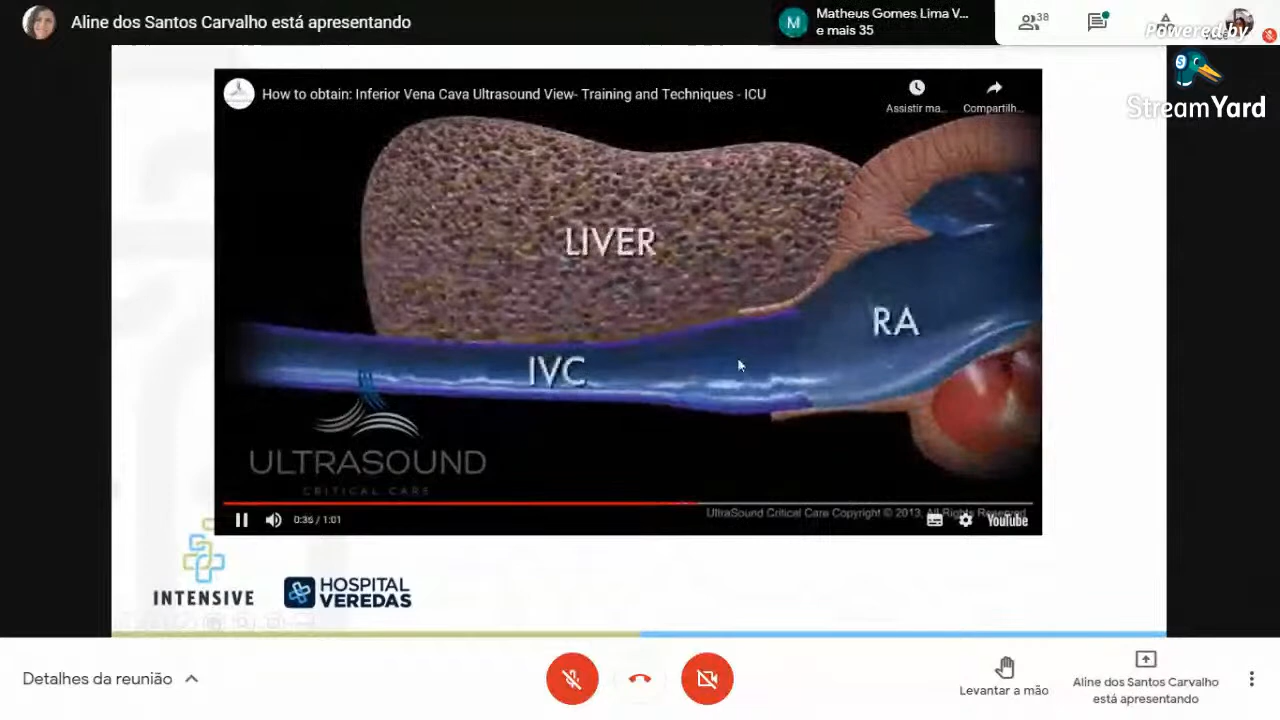 Aline dos Santos Carvalho está apresentando
M
Matheus Gomes Lima V...
e mais 35
38
Powered by
StreamYard
How to obtain: Inferior Vena Cava Ultrasound View- Training and Techniques - ICU
Assistir ma...
Compartilh...
LIVER
RA
IVC
ULTRASOUND
CRITICAL CARE
UltraSound Critical Care Copyright © 2013, All Rights Reserved
0:36 / 1:01
YouTube
INTENSIVE
HOSPITAL
VEREDAS
Detalhes da reunião
Levantar a mão
Aline dos Santos Carvalho
está apresentando